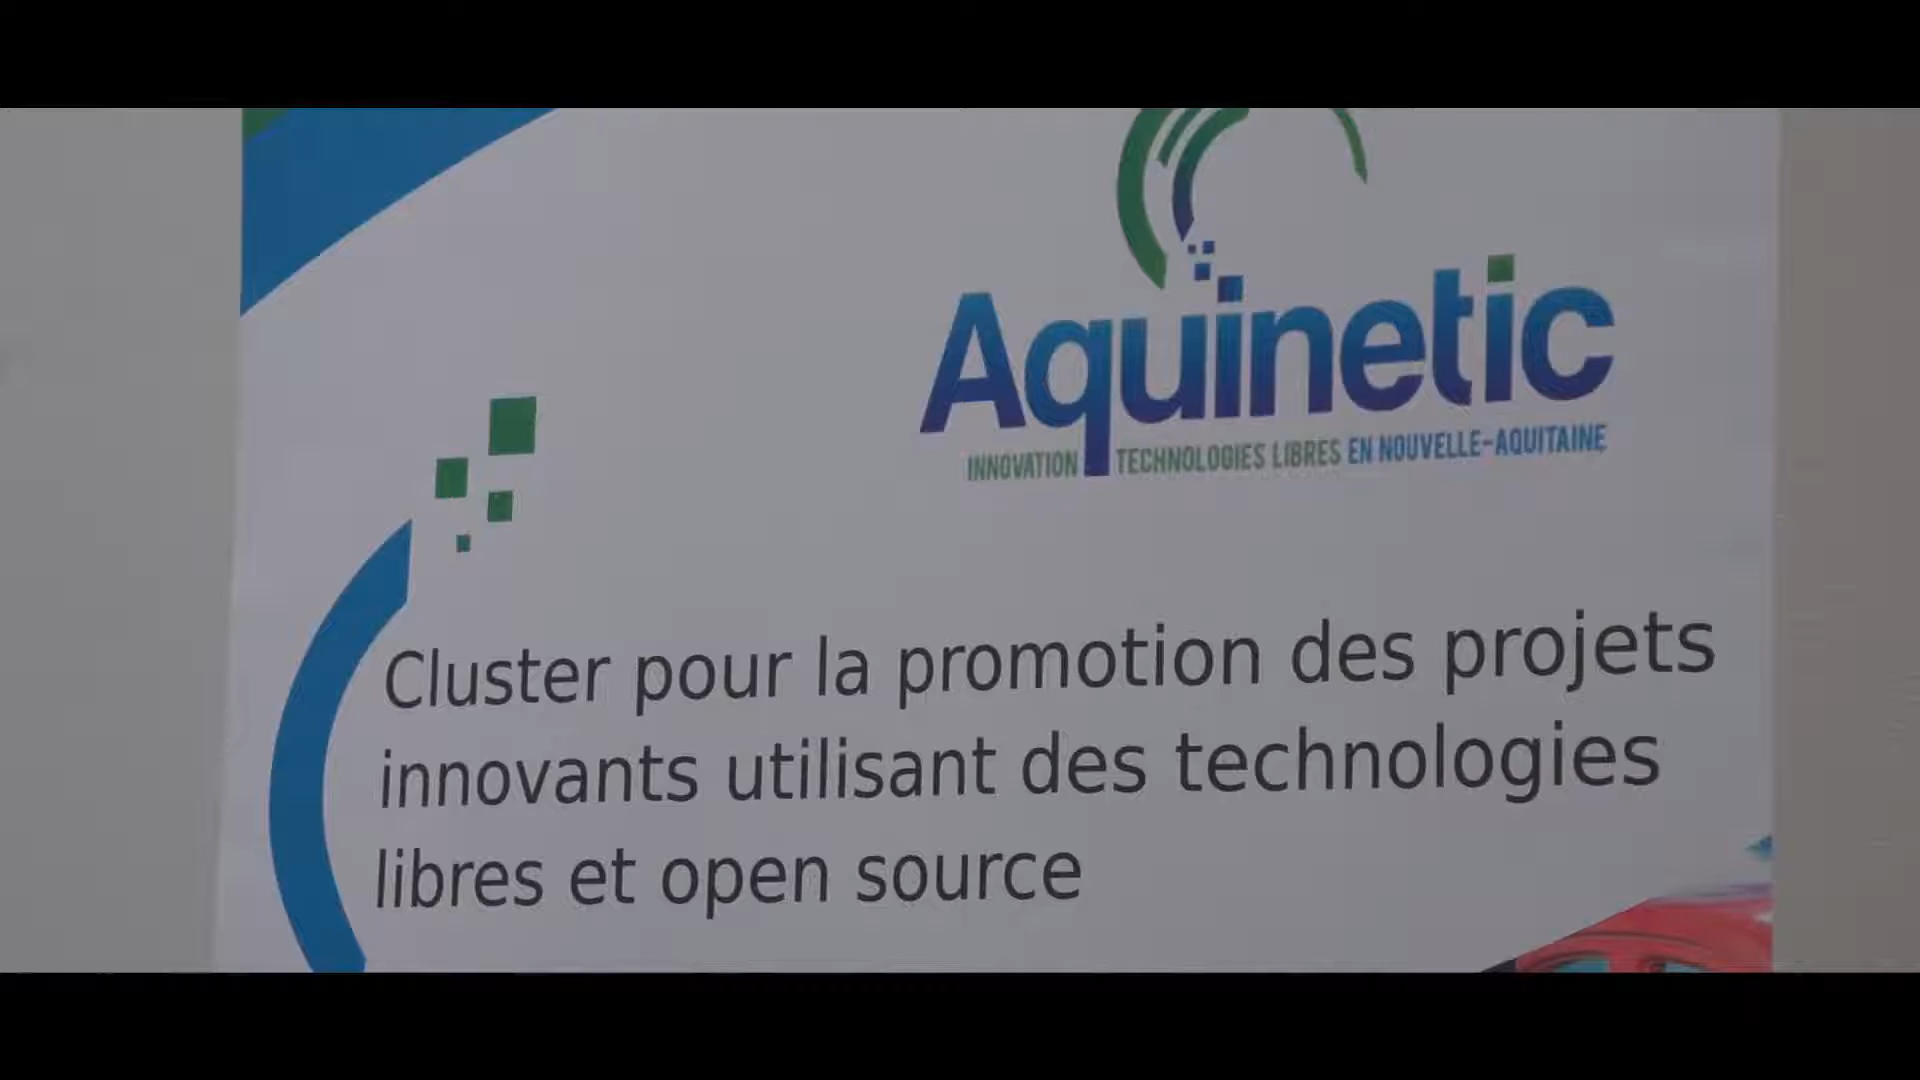 Aquinetic
INNOVATION TECHNOLOGIES LIBRES EN NOUVELLE-AQUITAINE
Cluster pour la promotion des projets
innovants utilisant des technologies
libres et open source